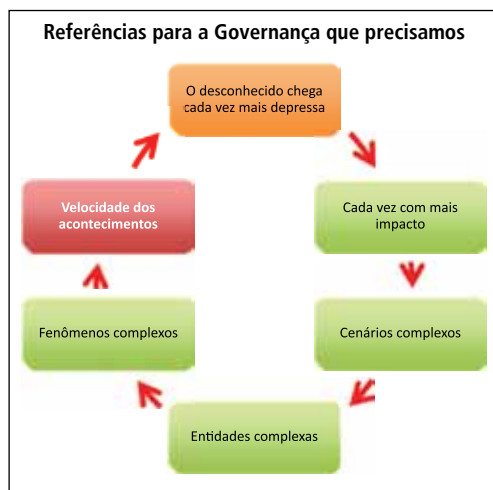 Referências para a Governança que precisamos
O desconhecido chega
cada vez mais depressa
Cada vez com mais
impacto
Cenários complexos
Entidades complexas
Fenômenos complexos
Velocidade dos
acontecimentos